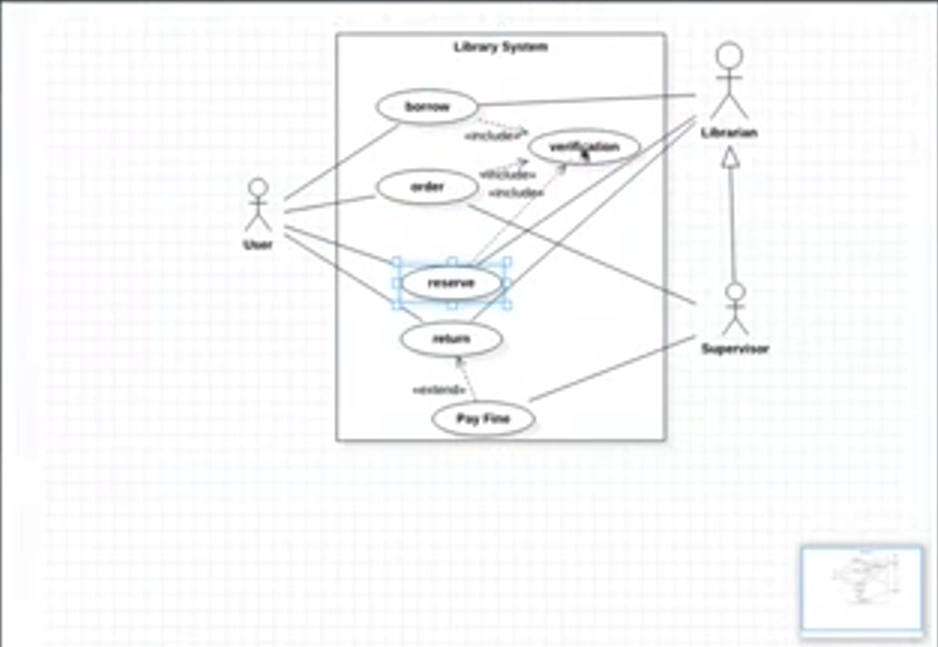 Library System
borrow
Librarian
«include»
verification
«include»
order
«include»
User
reserve
return
Supervisor
«extend»
Pay Fine